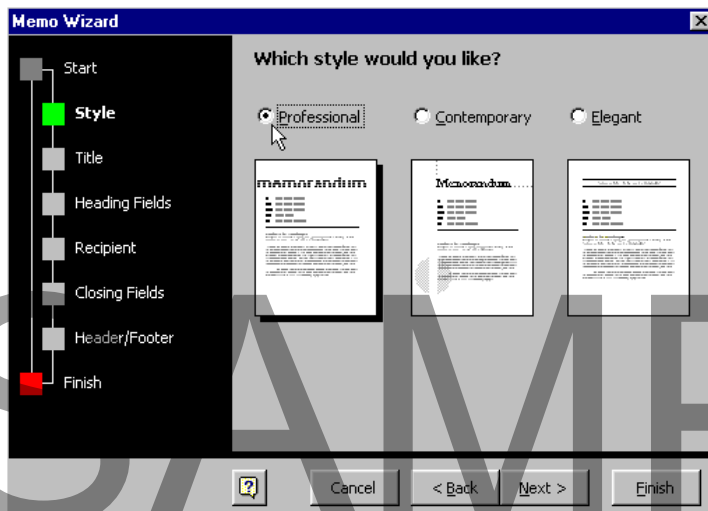 Memo Wizard
Start
Style
Title
Heading Fields
Recipient
Closing Fields
Header/Footer
Finish
Which style would you like?
Professional
Contemporary
Elegant
memorandum
Memorandum
Cancel
< Back
Next >
Finish